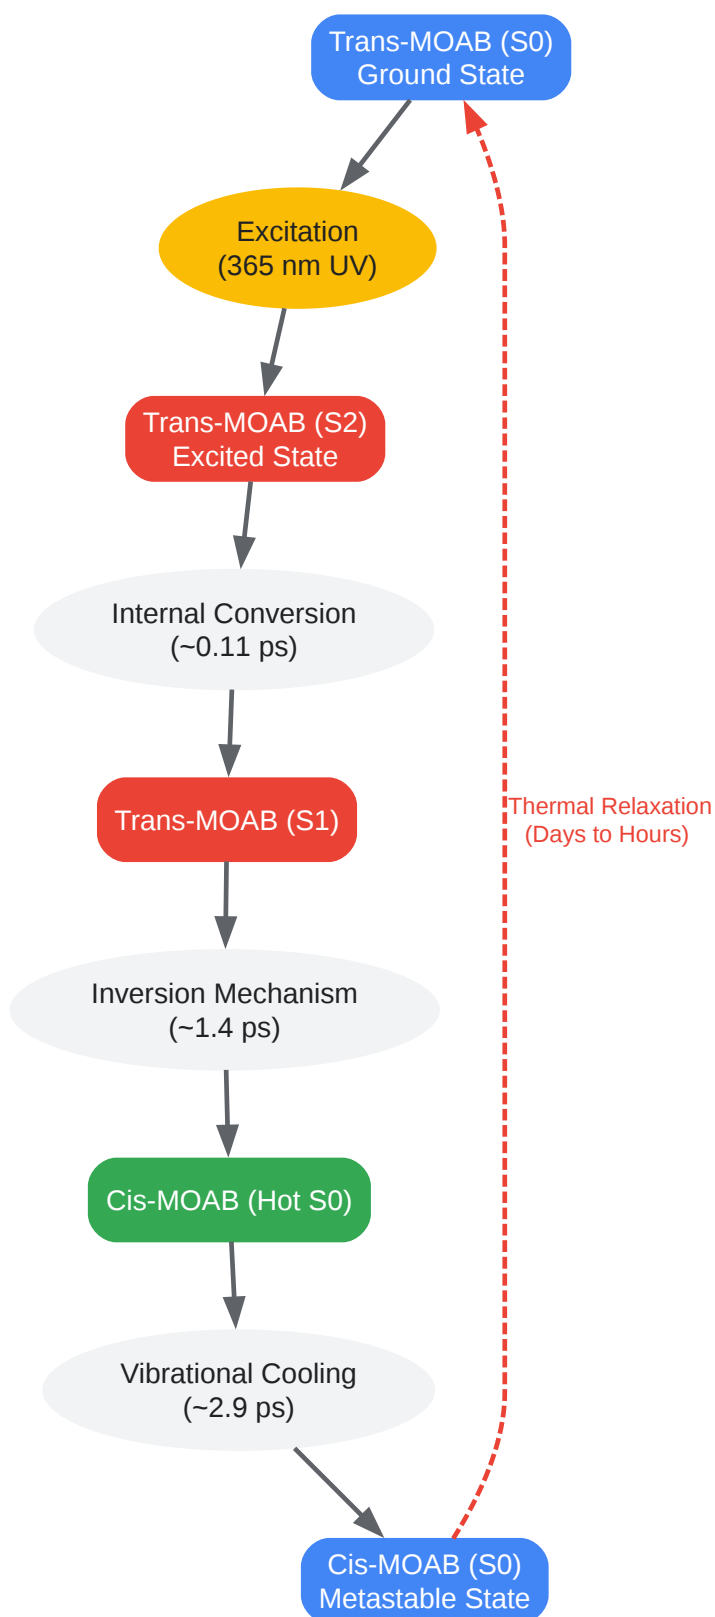 Trans-MOAB (S0)
Ground State
Excitation
(365 nm UV)
Trans-MOAB (S2)
Excited State
Internal Conversion
(~0.11 ps)
Trans-MOAB (S1)
Thermal Relaxation
(Days to Hours)
Inversion Mechanism
(~1.4 ps)
Cis-MOAB (Hot S0)
Vibrational Cooling
(~2.9 ps)
Cis-MOAB (S0)
Metastable State